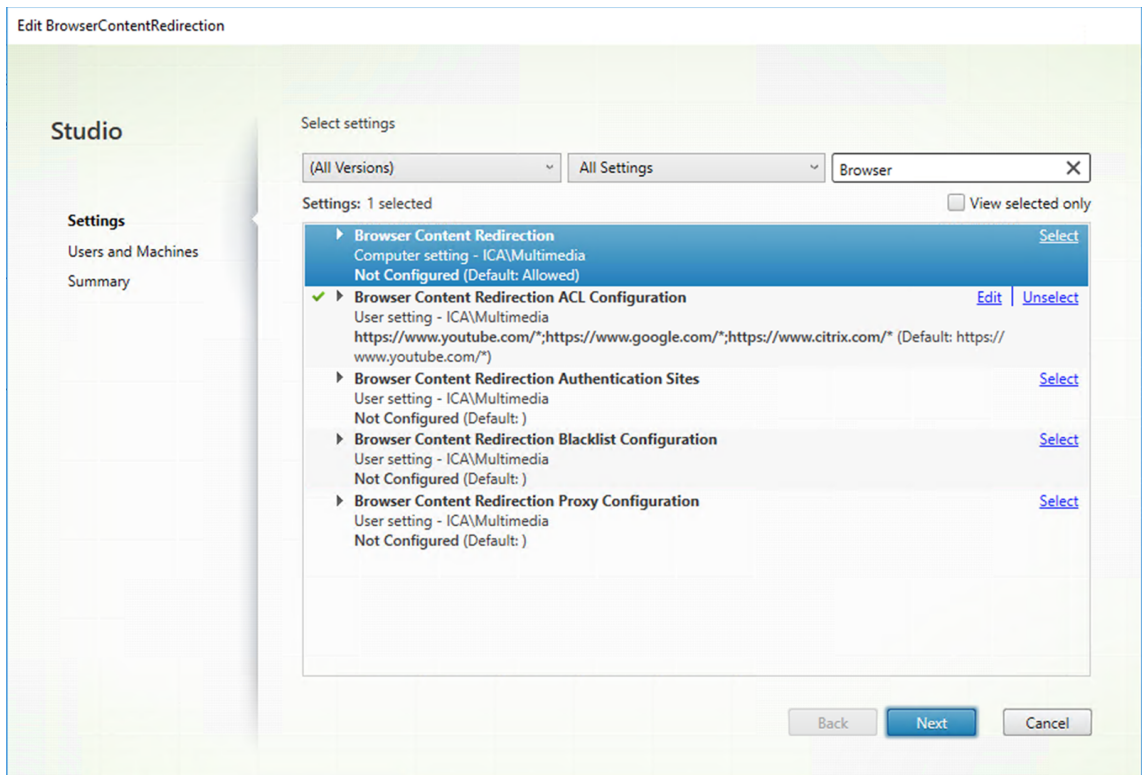 Edit BrowserContentRedirection
Studio
Settings
Users and Machines
Summary
Select settings
(All Versions)
All Settings
Browser
Settings: 1 selected
View selected only
Browser Content Redirection
Select
Computer setting - ICA\Multimedia
Not Configured (Default: Allowed)
Browser Content Redirection ACL Configuration
Edit | Unselect
User setting - ICA\Multimedia
https://www.youtube.com/*;https://www.google.com/*;https://www.citrix.com/* (Default: https://
www.youtube.com/*)
Browser Content Redirection Authentication Sites
Select
User setting - ICA\Multimedia
Not Configured (Default: )
Browser Content Redirection Blacklist Configuration
Select
User setting - ICA\Multimedia
Not Configured (Default: )
Browser Content Redirection Proxy Configuration
Select
User setting - ICA\Multimedia
Not Configured (Default: )
Back
Next
Cancel